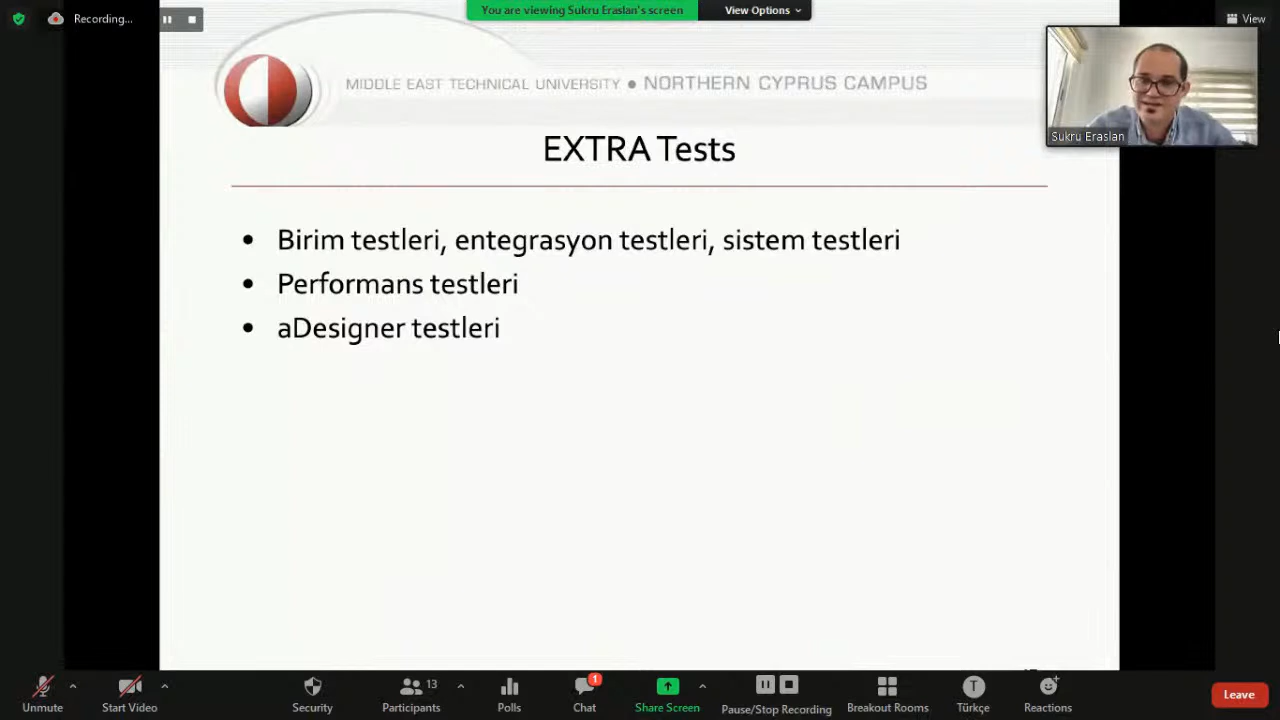 Recording...
You are viewing Sukru Eraslan's screen
View Options
View
MIDDLE EAST TECHNICAL UNIVERSITY ● NORTHERN CYPRUS CAMPUS
Sukru Eraslan
EXTRA Tests
• Birim testleri, entegrasyon testleri, sistem testleri
• Performans testleri
• aDesigner testleri
Unmute
Start Video
Security
13
Participants
Polls
1
Chat
Share Screen
Pause/Stop Recording
Breakout Rooms
T
Türkçe
Reactions
Leave